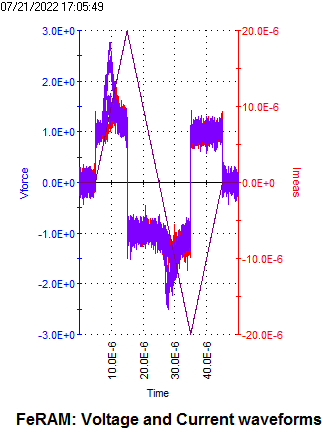 07/21/2022 17:05:49
3.0E+0
20.0E-6
2.0E+0
1.0E+0
10.0E-6
Vforce
0.0E+0
0.0E+0
Imeas
-1.0E+0
-10.0E-6
-2.0E+0
-3.0E+0
-20.0E-6
10.0E-6
20.0E-6
30.0E-6
40.0E-6
Time
FeRAM: Voltage and Current waveforms